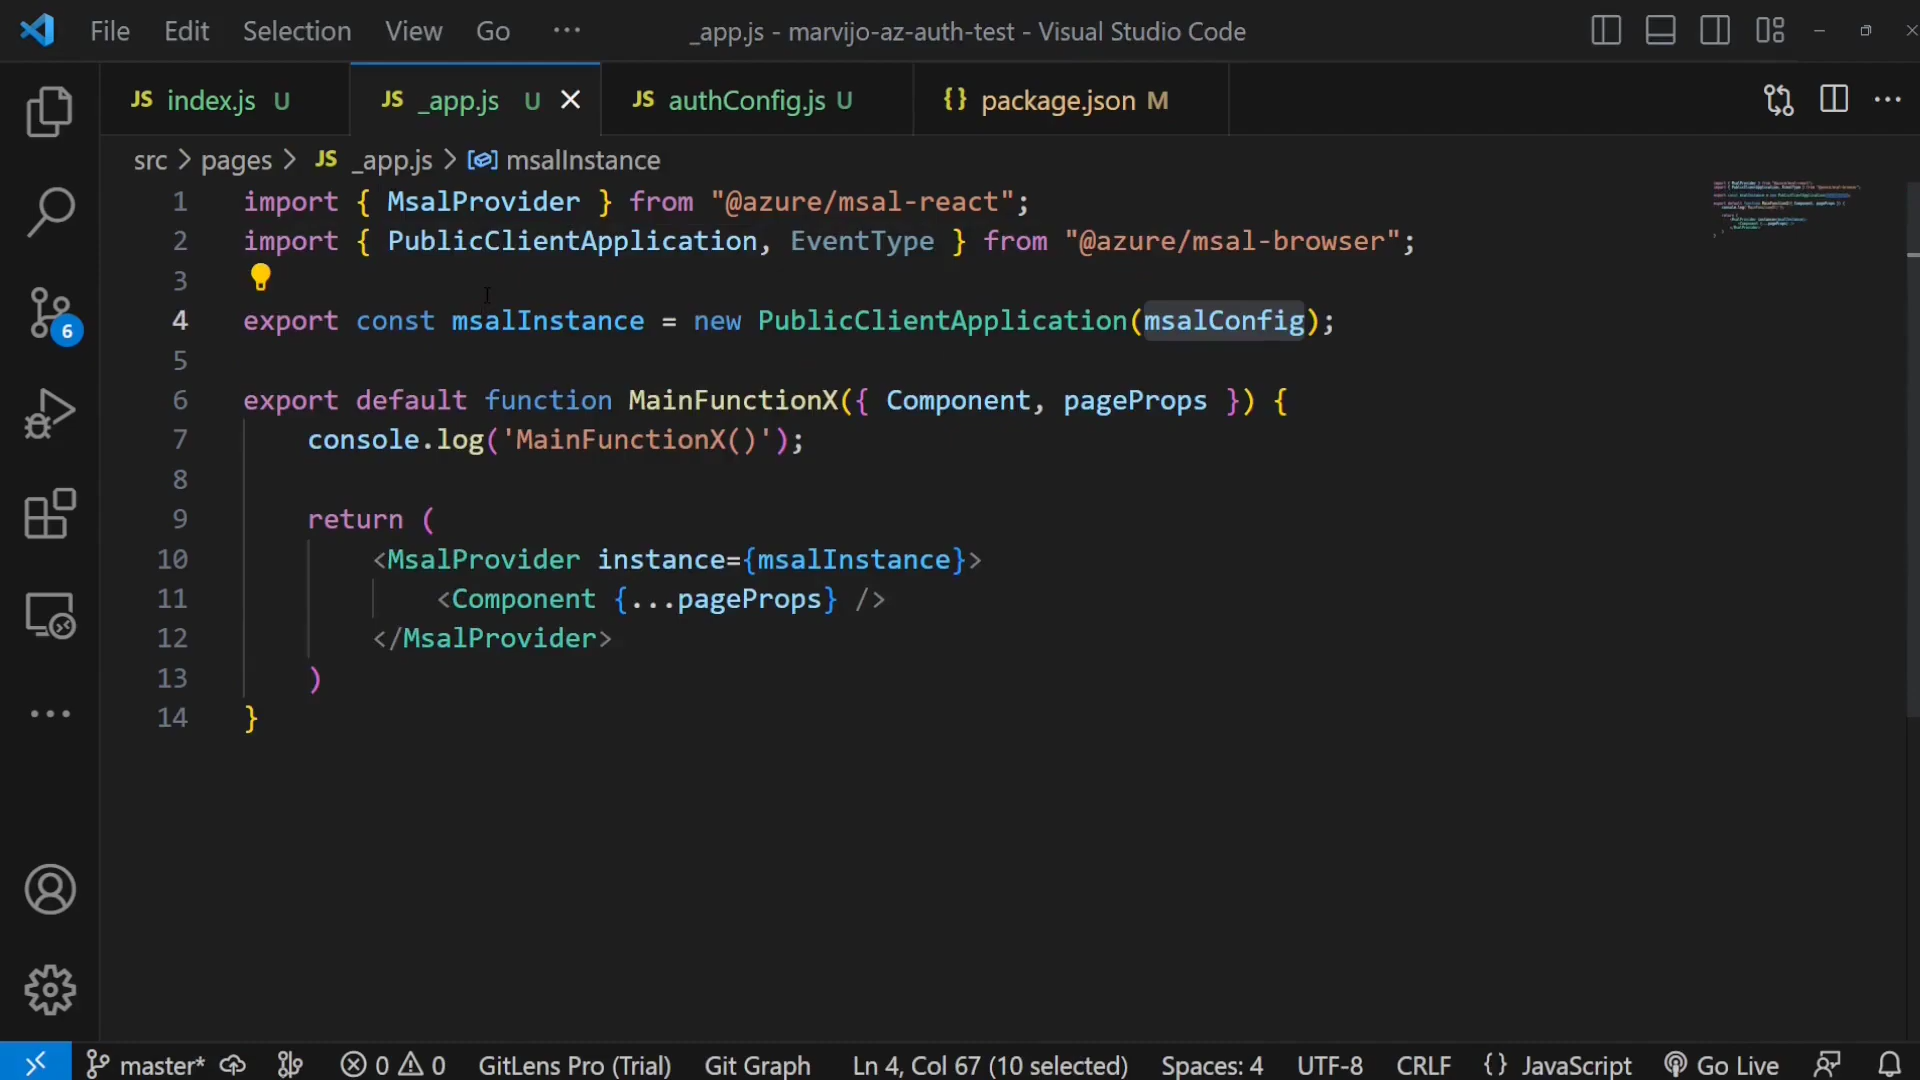 File Edit Selection View Go ··· _app.js - marvijo-az-auth-test - Visual Studio Code
JS index.js U JS _app.js U JS authConfig.js U {} package.json M
src > pages > JS _app.js > msalInstance
1 import { MsalProvider } from "@azure/msal-react";
2 import { PublicClientApplication, EventType } from "@azure/msal-browser";
3
4 export const msalInstance = new PublicClientApplication(msalConfig);
5
6 export default function MainFunctionX({ Component, pageProps }) {
7 console.log('MainFunctionX()');
8
9 return (
10 <MsalProvider instance={msalInstance}>
11 <Component {...pageProps} />
12 </MsalProvider>
13 )
14 }
6
master* 0 0 GitLens Pro (Trial) Git Graph Ln 4, Col 67 (10 selected) Spaces: 4 UTF-8 CRLF {} JavaScript Go Live